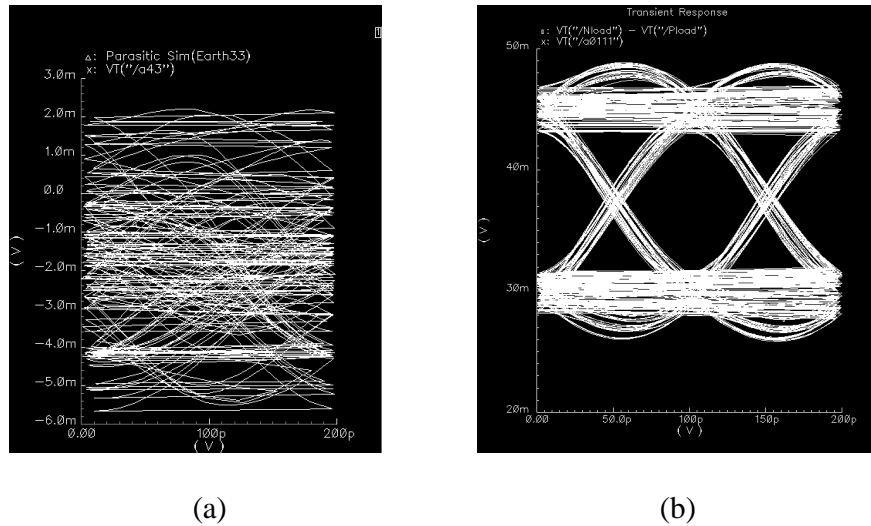 1
△: Parasitic Sim(Earth33)
x: VT("/a43")
3.0m
2.0m
1.0m
0.0
-1.0m
-2.0m
-3.0m
-4.0m
-5.0m
-6.0m
(V)
0.00
100p
200p
(V)
(a)
Transient Response
▫: VT("/Nload") - VT("/Pload")
x: VT("/a0111")
50m
40m
30m
20m
(V)
0.00
50.0p
100p
150p
200p
(V)
(b)